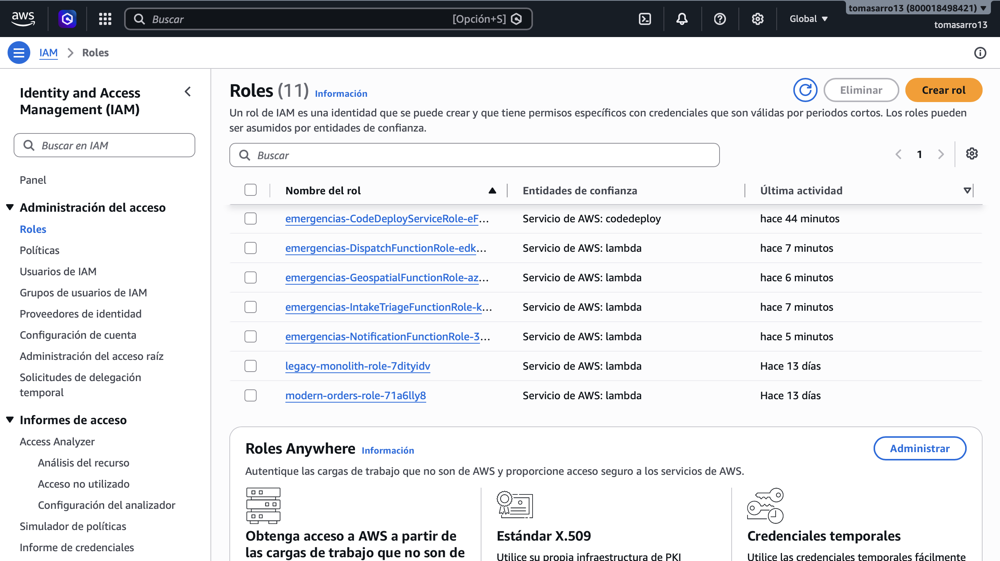 aws
Buscar
[Opción+S]
Global
tomasarro13 (800018498421)
tomasarro13
IAM
Roles
Identity and Access
Management (IAM)
Buscar en IAM
Panel
Administración del acceso
Roles
Políticas
Usuarios de IAM
Grupos de usuarios de IAM
Proveedores de identidad
Configuración de cuenta
Administración del acceso raíz
Solicitudes de delegación
temporal
Informes de acceso
Access Analyzer
Análisis del recurso
Acceso no utilizado
Configuración del analizador
Simulador de políticas
Informe de credenciales
Roles (11) Información
Eliminar
Crear rol
Un rol de IAM es una identidad que se puede crear y que tiene permisos específicos con credenciales que son válidas por periodos cortos. Los roles pueden
ser asumidos por entidades de confianza.
Buscar
1
Nombre del rol Entidades de confianza Última actividad
emergencias-CodeDeployServiceRole-eF... Servicio de AWS: codedeploy hace 44 minutos
emergencias-DispatchFunctionRole-edk... Servicio de AWS: lambda hace 7 minutos
emergencias-GeospatialFunctionRole-az... Servicio de AWS: lambda hace 6 minutos
emergencias-IntakeTriageFunctionRole-k... Servicio de AWS: lambda hace 7 minutos
emergencias-NotificationFunctionRole-3... Servicio de AWS: lambda hace 5 minutos
legacy-monolith-role-7dityidv Servicio de AWS: lambda Hace 13 días
modern-orders-role-71a6lly8 Servicio de AWS: lambda Hace 13 días
Roles Anywhere Información
Administrar
Autentique las cargas de trabajo que no son de AWS y proporcione acceso seguro a los servicios de AWS.
Obtenga acceso a AWS a partir de
las cargas de trabajo que no son de
Estándar X.509
Utilice su propia infraestructura de PKI
Credenciales temporales
Utilice las credenciales temporales fácilmente